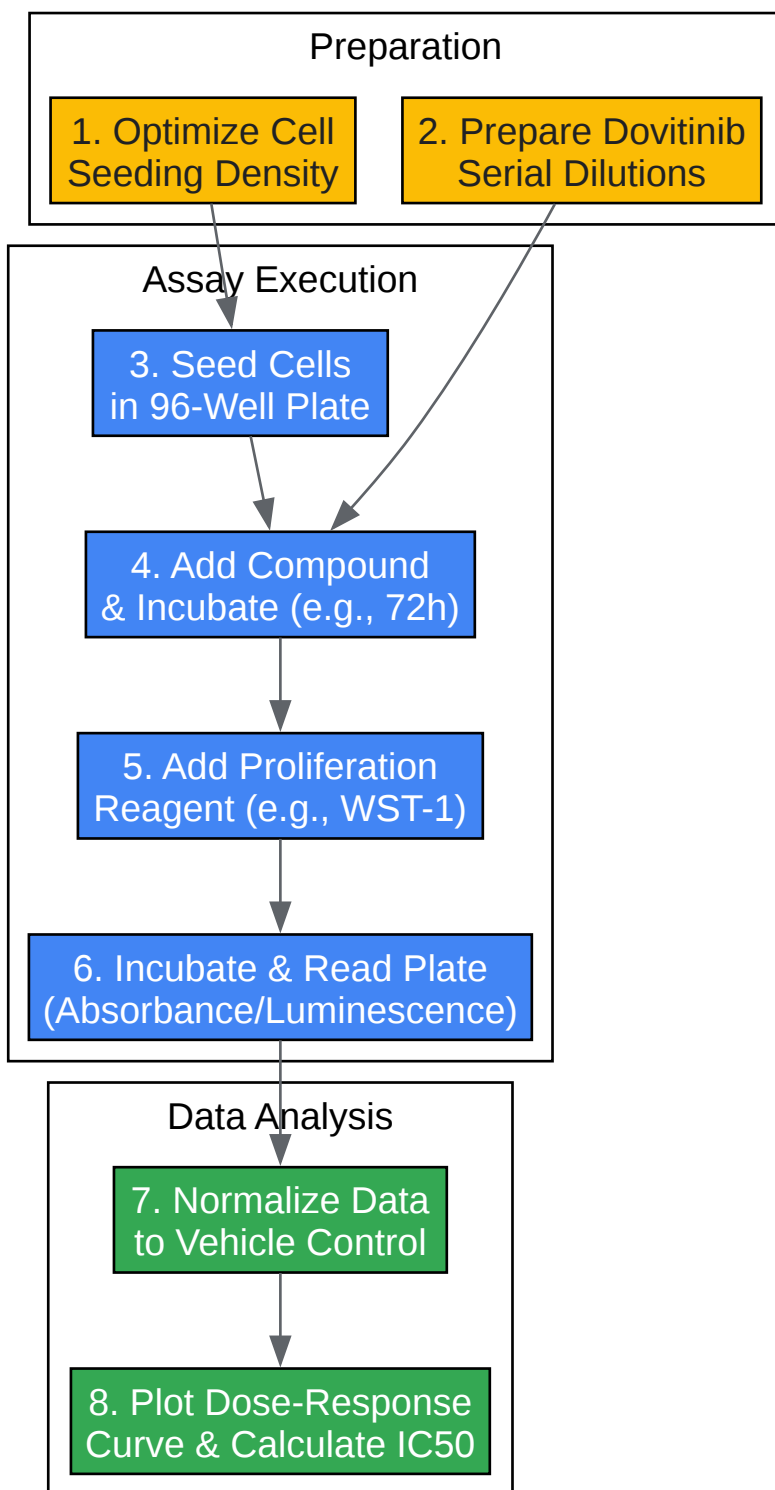 Preparation
1. Optimize Cell
Seeding Density
2. Prepare Dovitinib
Serial Dilutions
Assay Execution
3. Seed Cells
in 96-Well Plate
4. Add Compound
& Incubate (e.g., 72h)
5. Add Proliferation
Reagent (e.g., WST-1)
6. Incubate & Read Plate
(Absorbance/Luminescence)
Data Analysis
7. Normalize Data
to Vehicle Control
8. Plot Dose-Response
Curve & Calculate IC50